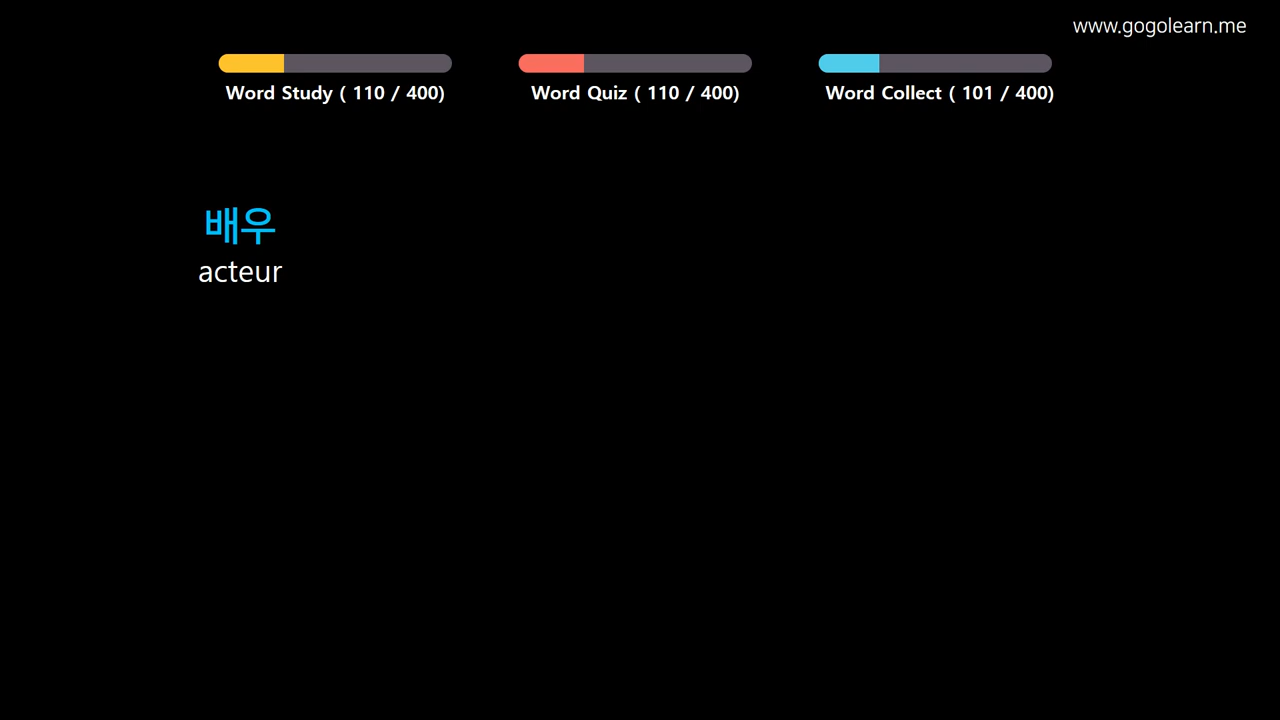 www.gogolearn.me
Word Study ( 110 / 400)
Word Quiz ( 110 / 400)
Word Collect ( 101 / 400)
배우
acteur